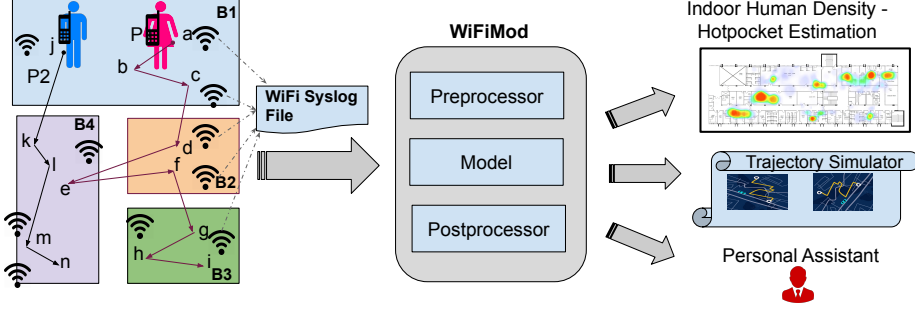 B1
j
P
a
P2
b
c
WiFi Syslog
File
B4
k
l
e
d
f
B2
m
n
g
h
i
B3
WiFiMod
Preprocessor
Model
Postprocessor
Indoor Human Density -
Hotpocket Estimation
Trajectory Simulator
Personal Assistant